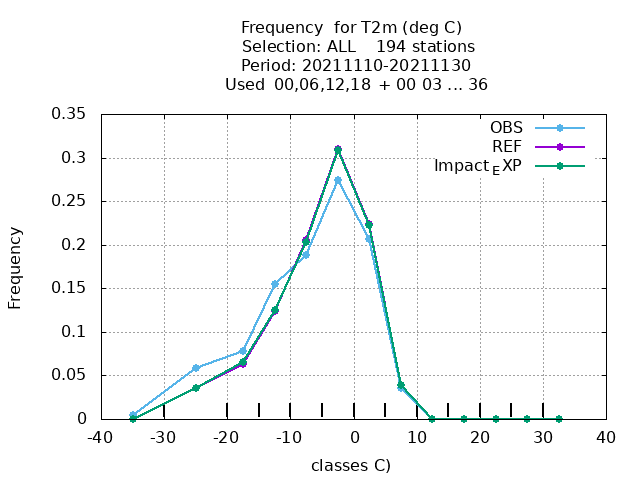 Frequency  for T2m (deg C)
Selection: ALL    194 stations
Period: 20211110-20211130
Used  00,06,12,18  + 00 03 ... 36
OBS
REF
Impact_EXP
0.35
0.3
0.25
0.2
0.15
0.1
0.05
0
Frequency
-40 -30 -20 -10 0 10 20 30 40
classes C)